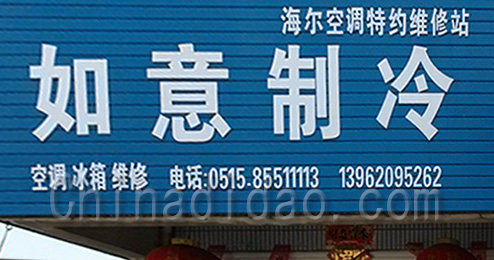 海尔空调特约维修站
如意制冷
空调 冰箱 维修 电话:0515-85511113 13962095262
Chinaqidao.com